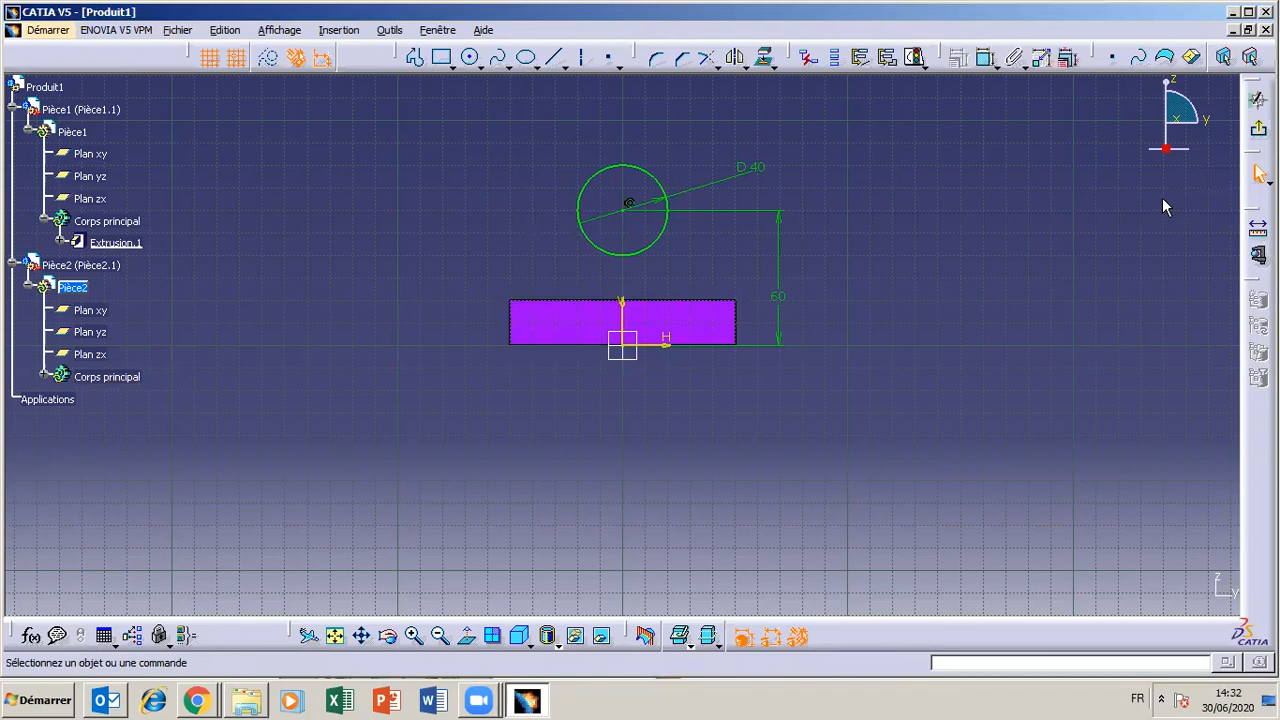 CATIA V5 - [Produit1]
Démarrer ENOVIA V5 VPM Fichier Edition Affichage Insertion Outils Fenêtre Aide
Produit1
Pièce1 (Pièce1.1)
Pièce1
Plan xy
Plan yz
Plan zx
Corps principal
Extrusion.1
Pièce2 (Pièce2.1)
Pièce2
Plan xy
Plan yz
Plan zx
Corps principal
Applications
D 40
60
V
H
z
x
y
z
y
f(x)
Sélectionnez un objet ou une commande
Démarrer
FR
14:32
30/06/2020